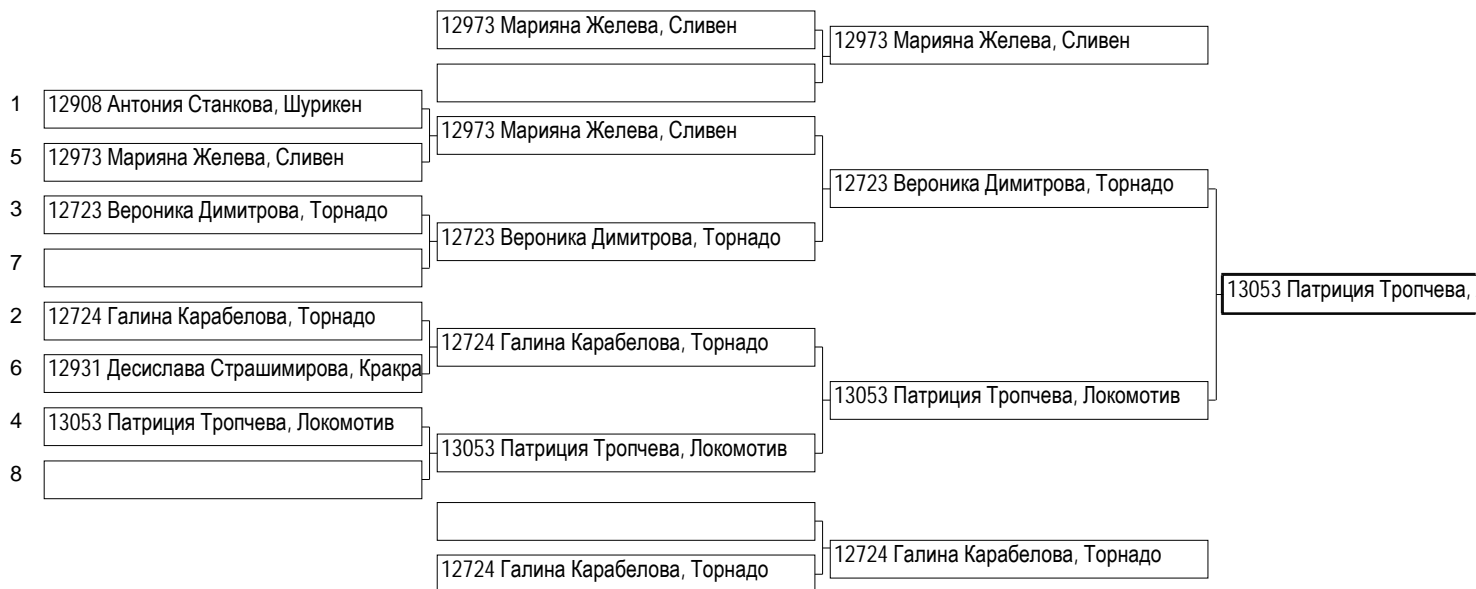 12973 Марияна Желева, Сливен
12973 Марияна Желева, Сливен
1 12908 Антония Станкова, Шурикен
12973 Марияна Желева, Сливен
5 12973 Марияна Желева, Сливен
12723 Вероника Димитрова, Торнадо
3 12723 Вероника Димитрова, Торнадо
12723 Вероника Димитрова, Торнадо
7
13053 Патриция Тропчева,
2 12724 Галина Карабелова, Торнадо
12724 Галина Карабелова, Торнадо
6 12931 Десислава Страшимирова, Кракра
13053 Патриция Тропчева, Локомотив
4 13053 Патриция Тропчева, Локомотив
13053 Патриция Тропчева, Локомотив
8
12724 Галина Карабелова, Торнадо
12724 Галина Карабелова, Торнадо